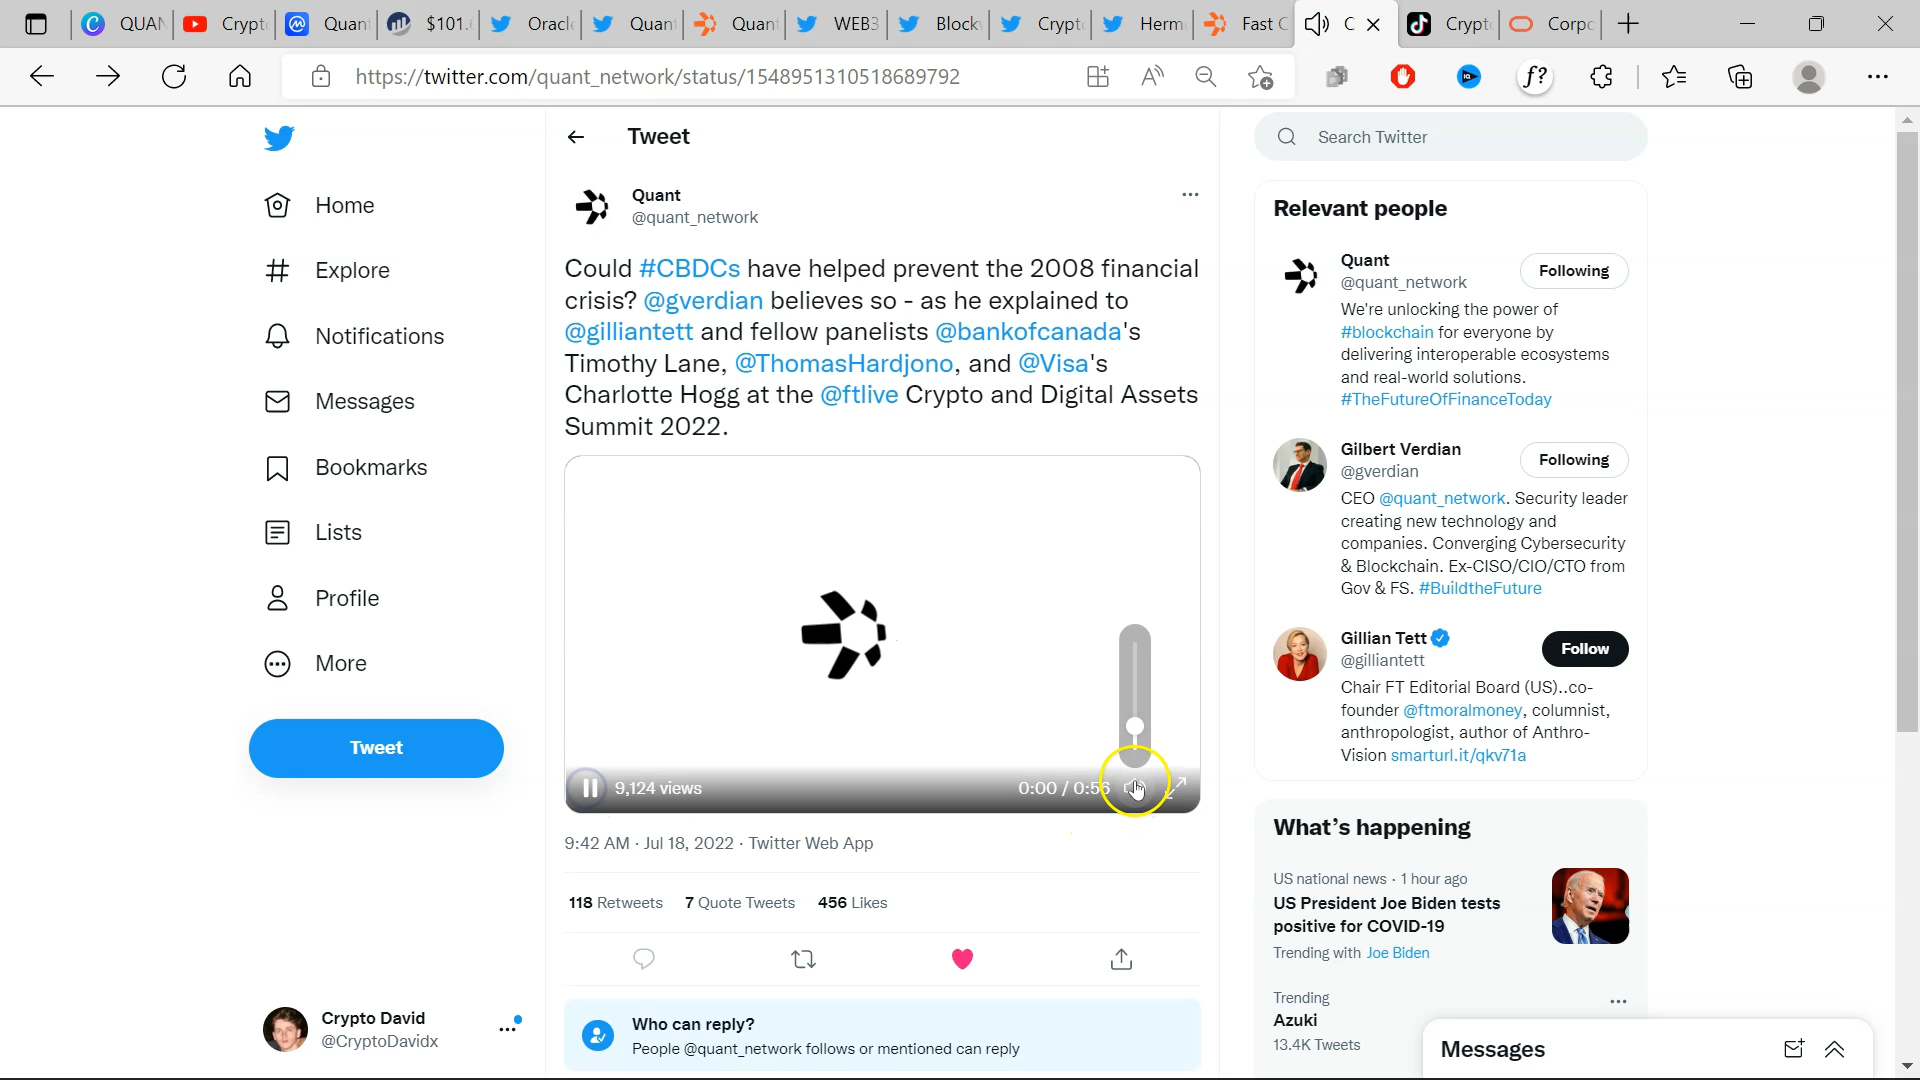 QUAN
Crypt
Quan
$101.
Oracl
Quan
Quan
WEB3
Block
Crypt
Herm
Fast C
C
Crypt
Corpo
https://twitter.com/quant_network/status/1548951310518689792
Home
Explore
Notifications
Messages
Bookmarks
Lists
Profile
More
Tweet
Crypto David
@CryptoDavidx
Tweet
Quant
@quant_network
Could #CBDCs have helped prevent the 2008 financial
crisis? @gverdian believes so - as he explained to
@gilliantett and fellow panelists @bankofcanada's
Timothy Lane, @ThomasHardjono, and @Visa's
Charlotte Hogg at the @ftlive Crypto and Digital Assets
Summit 2022.
9,124 views
0:00 / 0:56
9:42 AM · Jul 18, 2022 · Twitter Web App
118 Retweets 7 Quote Tweets 456 Likes
Who can reply?
People @quant_network follows or mentioned can reply
Search Twitter
Relevant people
Quant
@quant_network
Following
We're unlocking the power of
#blockchain for everyone by
delivering interoperable ecosystems
and real-world solutions.
#TheFutureOfFinanceToday
Gilbert Verdian
@gverdian
Following
CEO @quant_network. Security leader
creating new technology and
companies. Converging Cybersecurity
& Blockchain. Ex-CISO/CIO/CTO from
Gov & FS. #BuildtheFuture
Gillian Tett
@gilliantett
Follow
Chair FT Editorial Board (US)..co-
founder @ftmoralmoney, columnist,
anthropologist, author of Anthro-
Vision smarturl.it/qkv71a
What's happening
US national news · 1 hour ago
US President Joe Biden tests
positive for COVID-19
Trending with Joe Biden
Trending
Azuki
13.4K Tweets
Messages